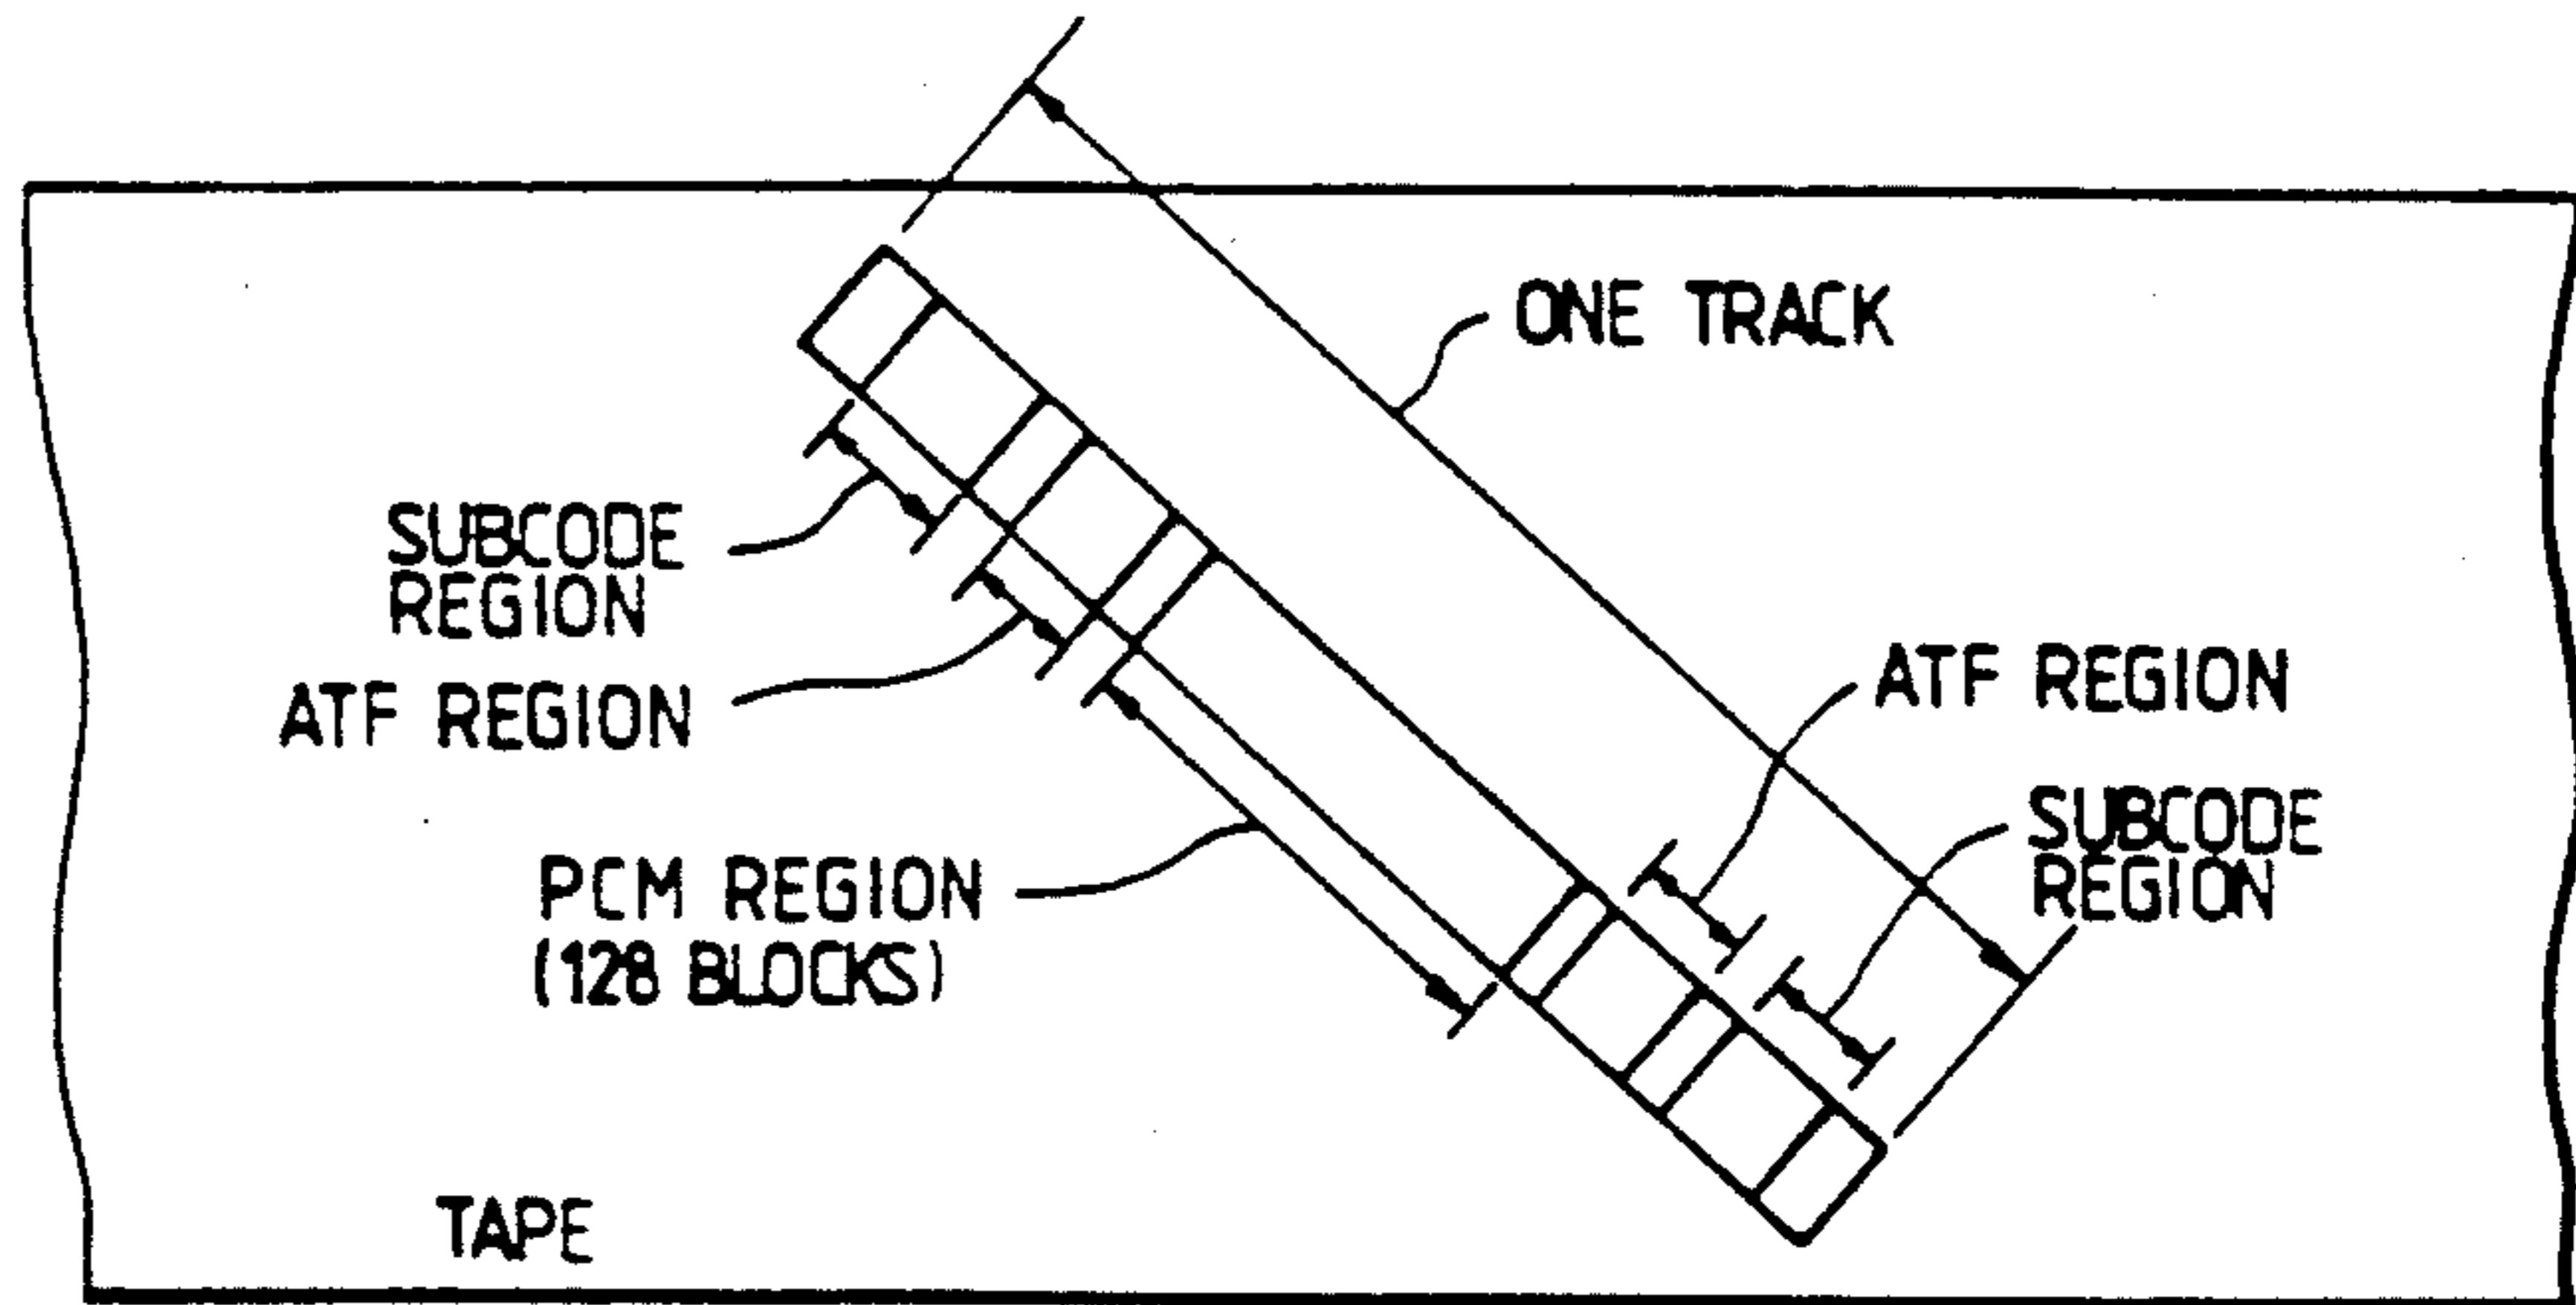 ONE TRACK
SUBCODE
REGION
ATF REGION
ATF REGION
SUBCODE
REGION
PCM REGION
(128 BLOCKS)
TAPE